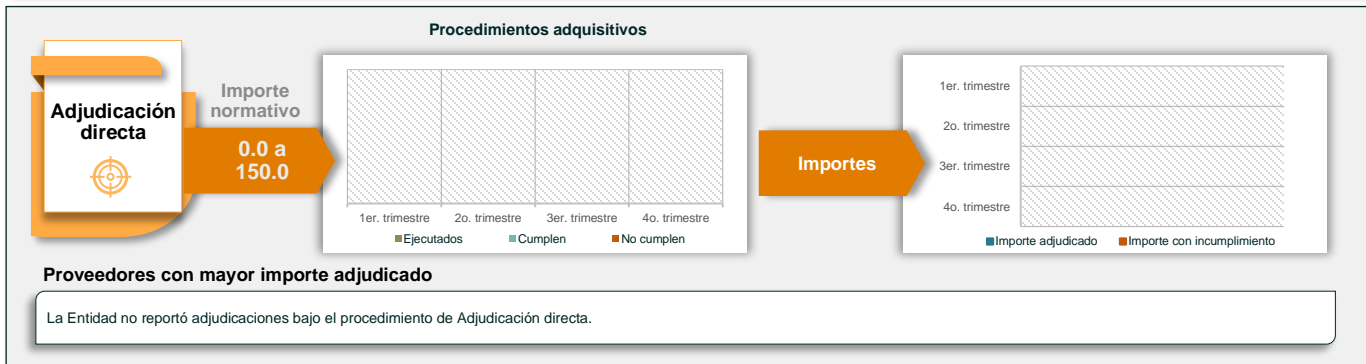 Procedimientos adquisitivos
Adjudicación
directa
Importe
normativo
0.0 a
150.0
1er. trimestre
2o. trimestre
3er. trimestre
4o. trimestre
Ejecutados
Cumplen
No cumplen
Importes
1er. trimestre
2o. trimestre
3er. trimestre
4o. trimestre
Importe adjudicado
Importe con incumplimiento
Proveedores con mayor importe adjudicado
La Entidad no reportó adjudicaciones bajo el procedimiento de Adjudicación directa.